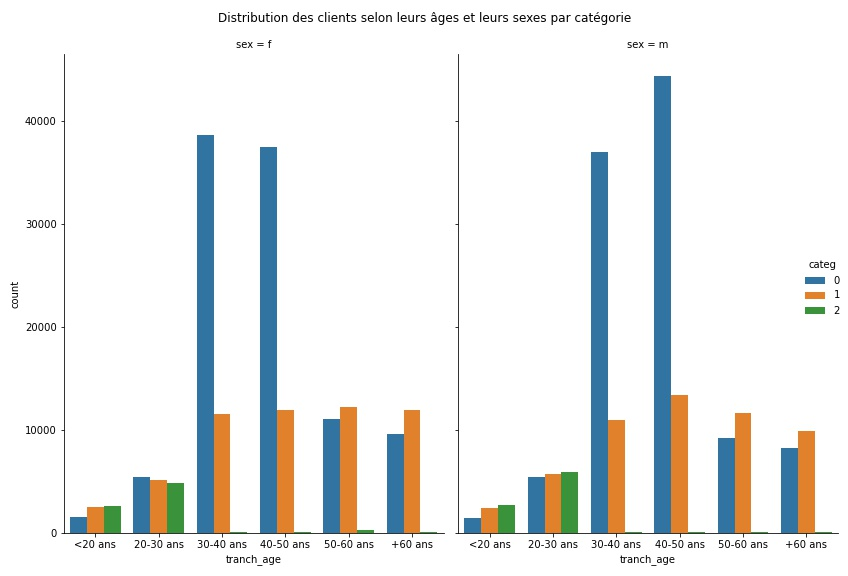 Distribution des clients selon leurs âges et leurs sexes par catégorie
sex = f
sex = m
40000
30000
20000
10000
0
count
<20 ans 20-30 ans 30-40 ans 40-50 ans 50-60 ans +60 ans
tranch_age
<20 ans 20-30 ans 30-40 ans 40-50 ans 50-60 ans +60 ans
tranch_age
categ
0
1
2